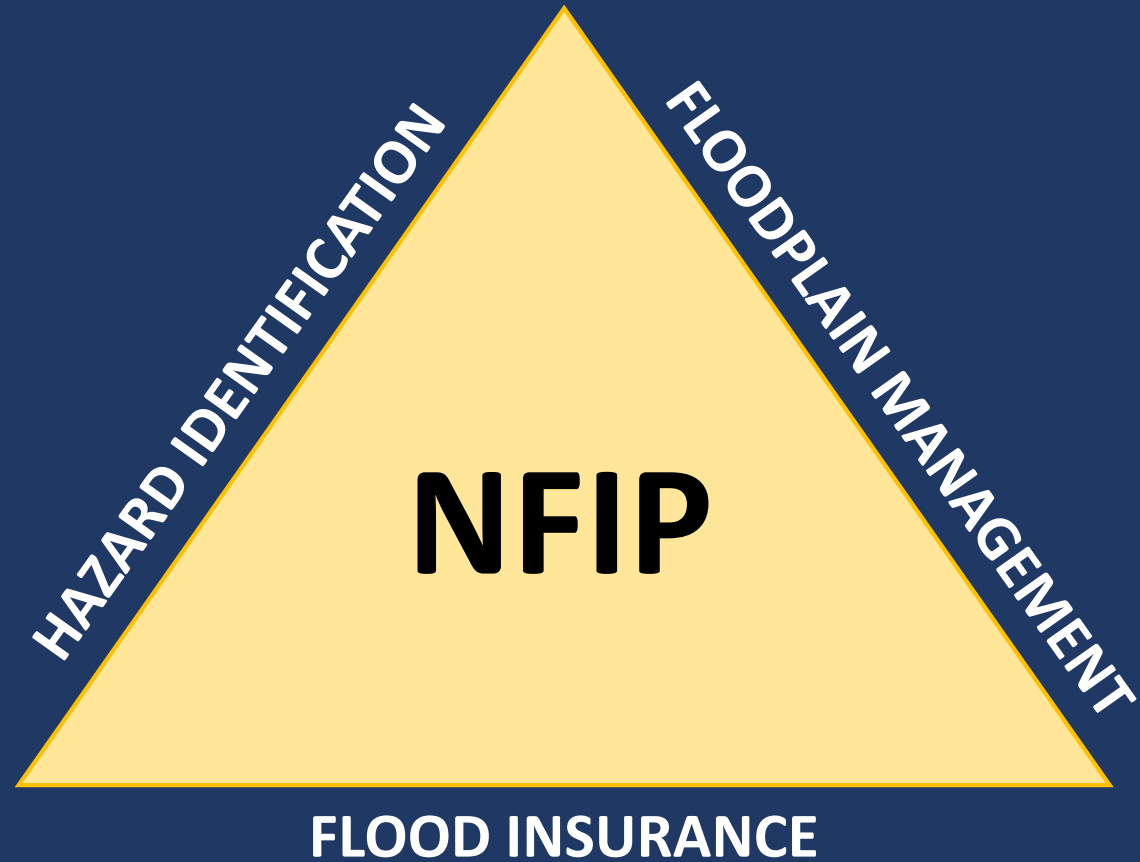 HAZARD IDENTIFICATION
FLOODPLAIN MANAGEMENT
NFIP
FLOOD INSURANCE